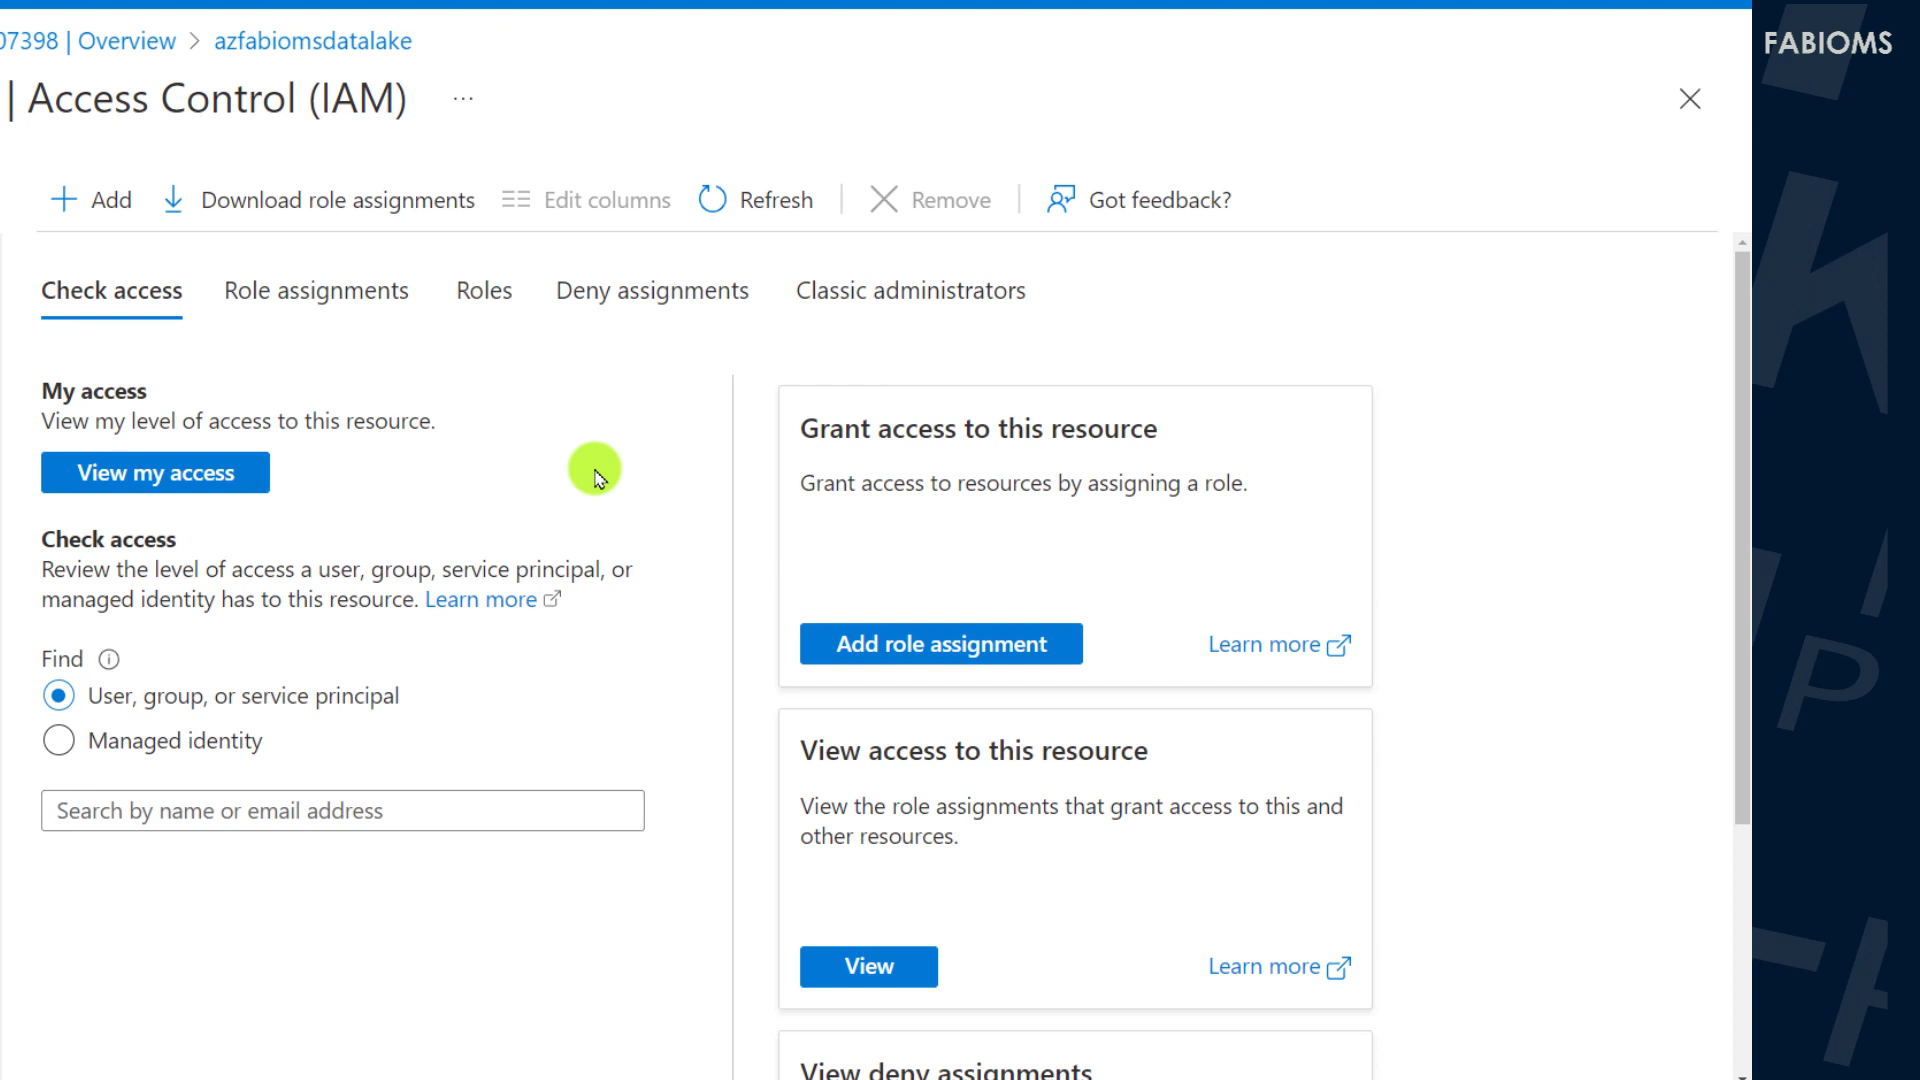 07398 | Overview > azfabiomsdatalake
FABIOMS
| Access Control (IAM) ...
Add Download role assignments Edit columns Refresh Remove Got feedback?
Check access Role assignments Roles Deny assignments Classic administrators
My access
View my level of access to this resource.
View my access
Check access
Review the level of access a user, group, service principal, or
managed identity has to this resource. Learn more
Find
User, group, or service principal
Managed identity
Search by name or email address
Grant access to this resource
Grant access to resources by assigning a role.
Add role assignment Learn more
View access to this resource
View the role assignments that grant access to this and
other resources.
View Learn more
View deny assignments